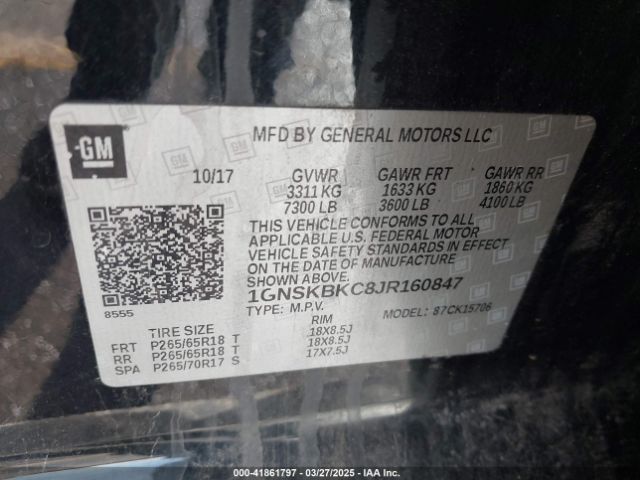 GM
MFD BY GENERAL MOTORS LLC
10/17 GVWR GAWR FRT GAWR RR
3311 KG 1633 KG 1860 KG
7300 LB 3600 LB 4100 LB
THIS VEHICLE CONFORMS TO ALL
APPLICABLE U.S. FEDERAL MOTOR
VEHICLE SAFETY STANDARDS IN EFFECT
ON THE DATE OF MANUFACTURE
SHOWN ABOVE.
1GNSKBKC8JR160847
8555 TYPE: M.P.V. MODEL: 87CK15706
TIRE SIZE RIM
FRT P265/65R18 T 18X8.5J
RR P265/65R18 T 18X8.5J
SPA P265/70R17 S 17X7.5J
000-41861797 — 03/27/2025 — IAA Inc.